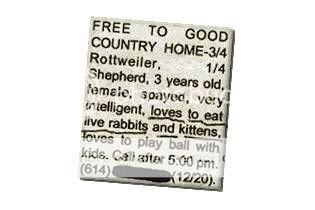 FREE TO GOOD
COUNTRY HOME-3/4
Rottweiler, 1/4
Shepherd, 3 years old,
female, spayed, very
intelligent, loves to eat
live rabbits and kittens,
loves to play ball with
kids. Call after 5:00 pm.
(614) (12/20).